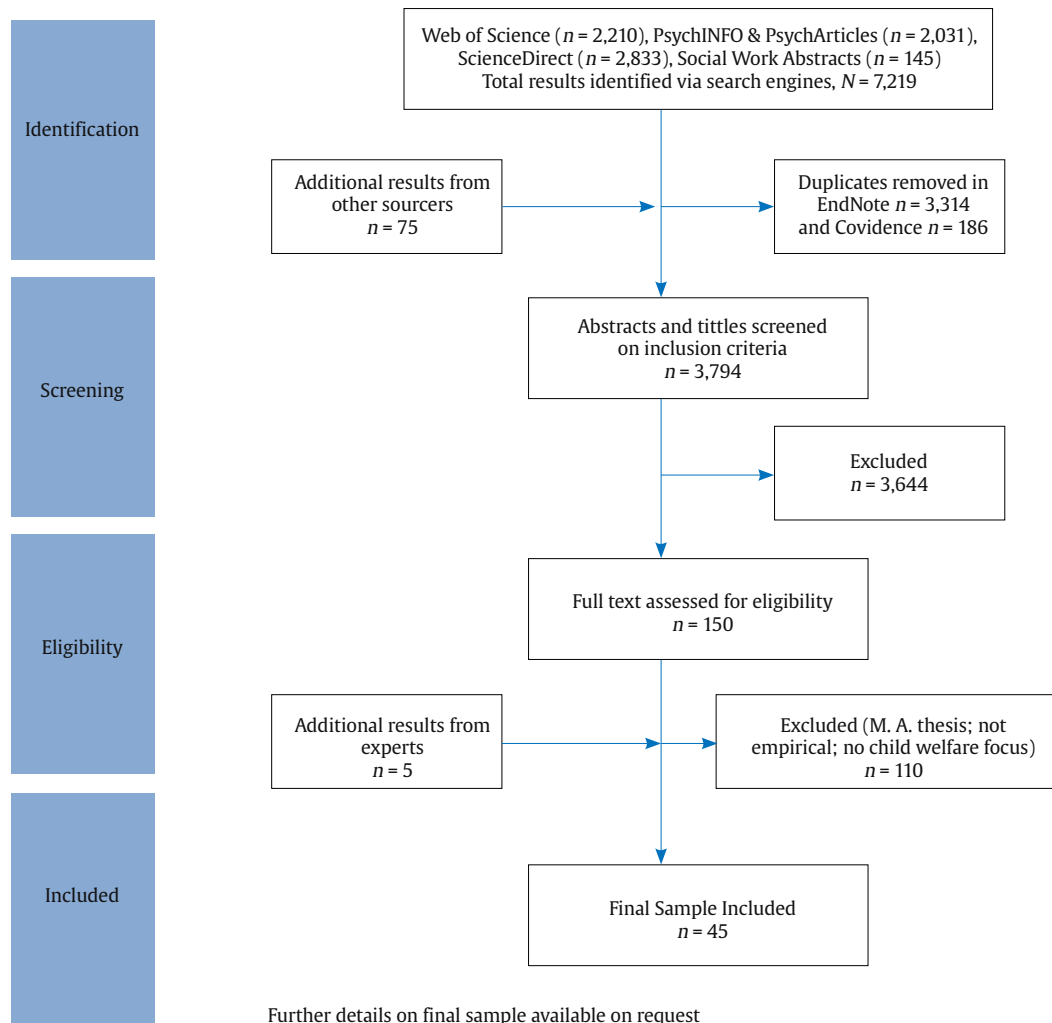 Identification
Web of Science (n = 2,210), PsychINFO & PsychArticles (n = 2,031),
ScienceDirect (n = 2,833), Social Work Abstracts (n = 145)
Total results identified via search engines, N = 7,219
Additional results from
other sourcers
n = 75
Duplicates removed in
EndNote n = 3,314
and Covidence n = 186
Screening
Abstracts and tittles screened
on inclusion criteria
n = 3,794
Excluded
n = 3,644
Eligibility
Full text assessed for eligibility
n = 150
Additional results from
experts
n = 5
Excluded (M. A. thesis; not
empirical; no child welfare focus)
n = 110
Included
Final Sample Included
n = 45
Further details on final sample available on request